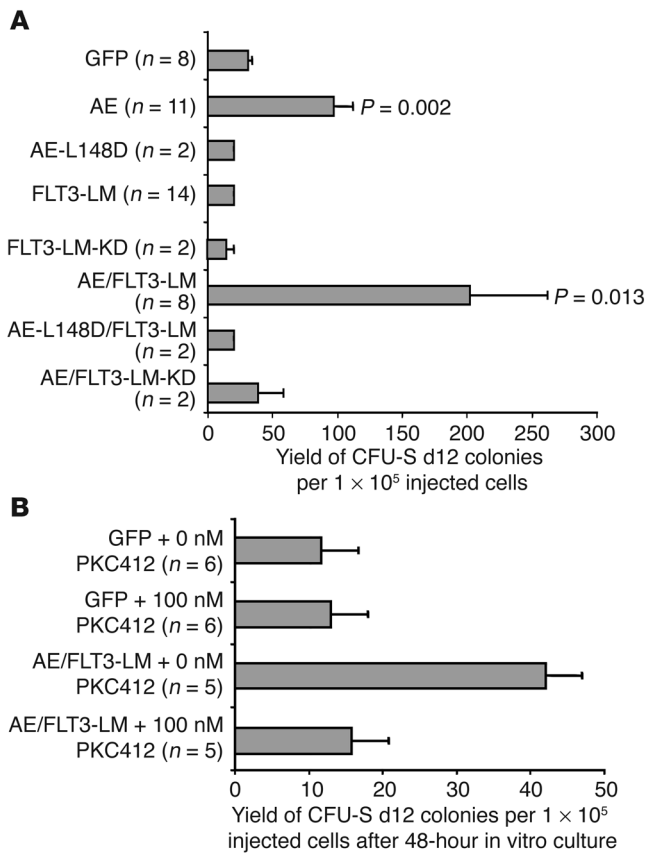 A
GFP (n = 8)
AE (n = 11)
P = 0.002
AE-L148D (n = 2)
FLT3-LM (n = 14)
FLT3-LM-KD (n = 2)
AE/FLT3-LM
(n = 8)
P = 0.013
AE-L148D/FLT3-LM
(n = 2)
AE/FLT3-LM-KD
(n = 2)
0 50 100 150 200 250 300
Yield of CFU-S d12 colonies
per 1 × 10⁵ injected cells
B
GFP + 0 nM
PKC412 (n = 6)
GFP + 100 nM
PKC412 (n = 6)
AE/FLT3-LM + 0 nM
PKC412 (n = 5)
AE/FLT3-LM + 100 nM
PKC412 (n = 5)
0 10 20 30 40 50
Yield of CFU-S d12 colonies per 1 × 10⁵
injected cells after 48-hour in vitro culture